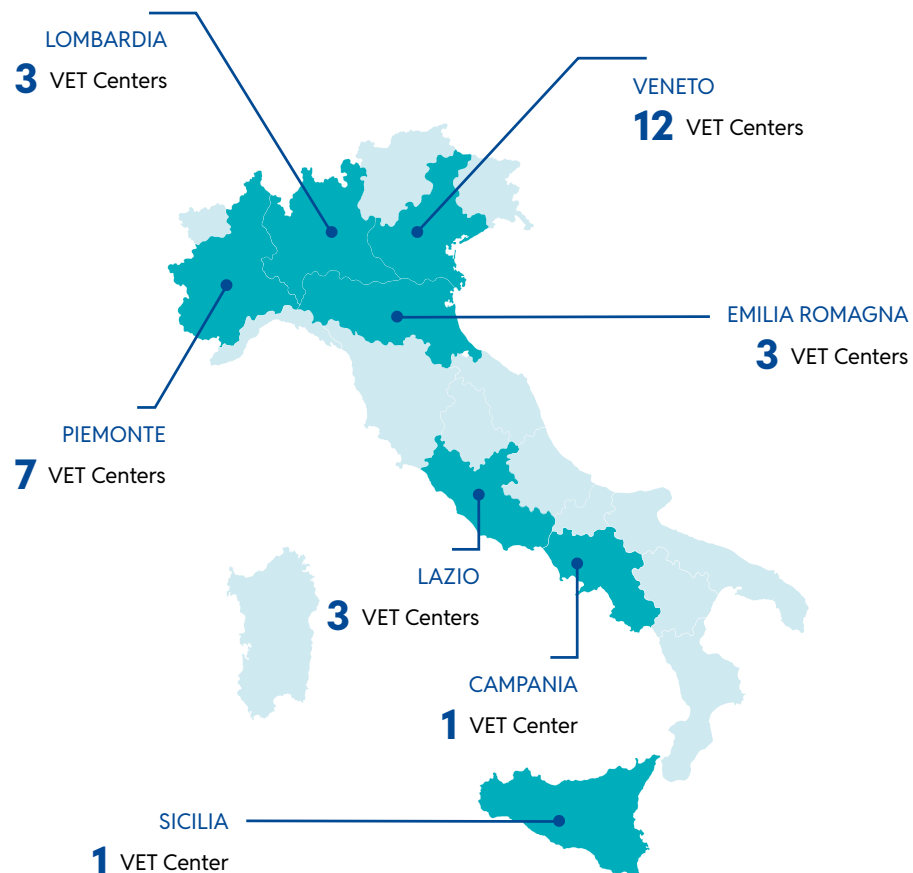 LOMBARDIA
3 VET Centers
VENETO
12 VET Centers
EMILIA ROMAGNA
3 VET Centers
PIEMONTE
7 VET Centers
LAZIO
3 VET Centers
CAMPANIA
1 VET Center
SICILIA
1 VET Center